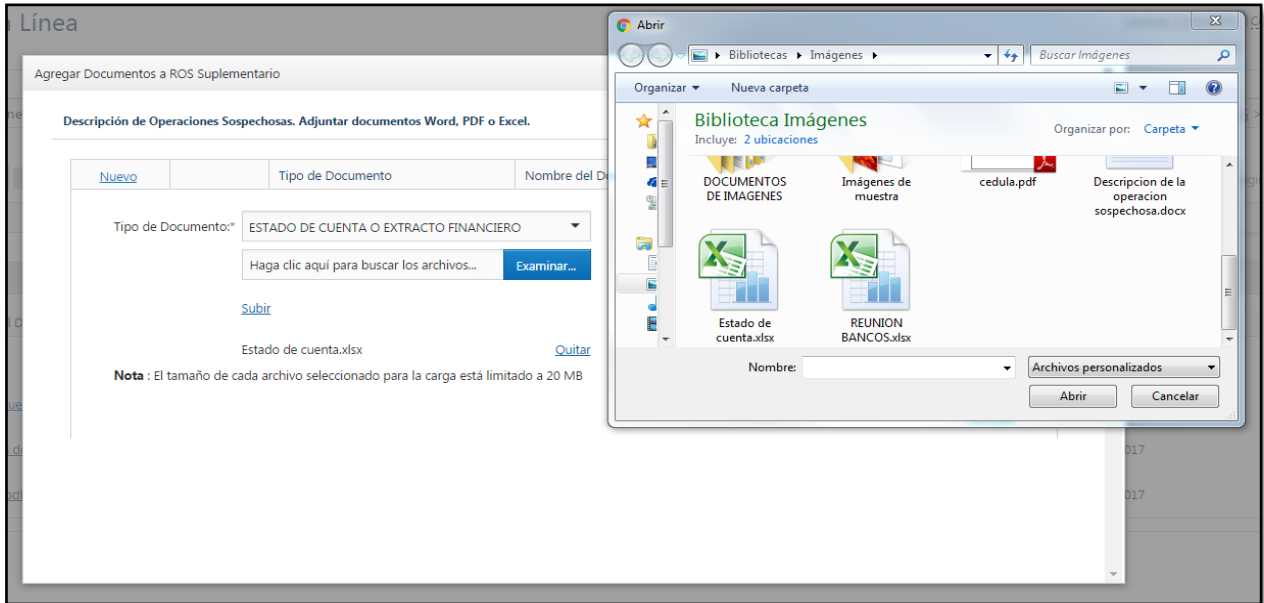 Línea
Agregar Documentos a ROS Suplementario
Descripción de Operaciones Sospechosas. Adjuntar documentos Word, PDF o Excel.
Nuevo Tipo de Documento Nombre del
Tipo de Documento:* ESTADO DE CUENTA O EXTRACTO FINANCIERO
Haga clic aquí para buscar los archivos... Examinar...
Subir
Estado de cuenta.xlsx Quitar
Nota : El tamaño de cada archivo seleccionado para la carga está limitado a 20 MB
Abrir
Bibliotecas Imágenes Buscar Imágenes
Organizar Nueva carpeta
Biblioteca Imágenes
Incluye: 2 ubicaciones
Organizar por: Carpeta
DOCUMENTOS
DE IMAGENES
Imágenes de
muestra
cedula.pdf
Descripcion de la
operacion
sospechosa.docx
Estado de
cuenta.xlsx
REUNION
BANCOS.xlsx
Nombre: Archivos personalizados
Abrir Cancelar
017
017